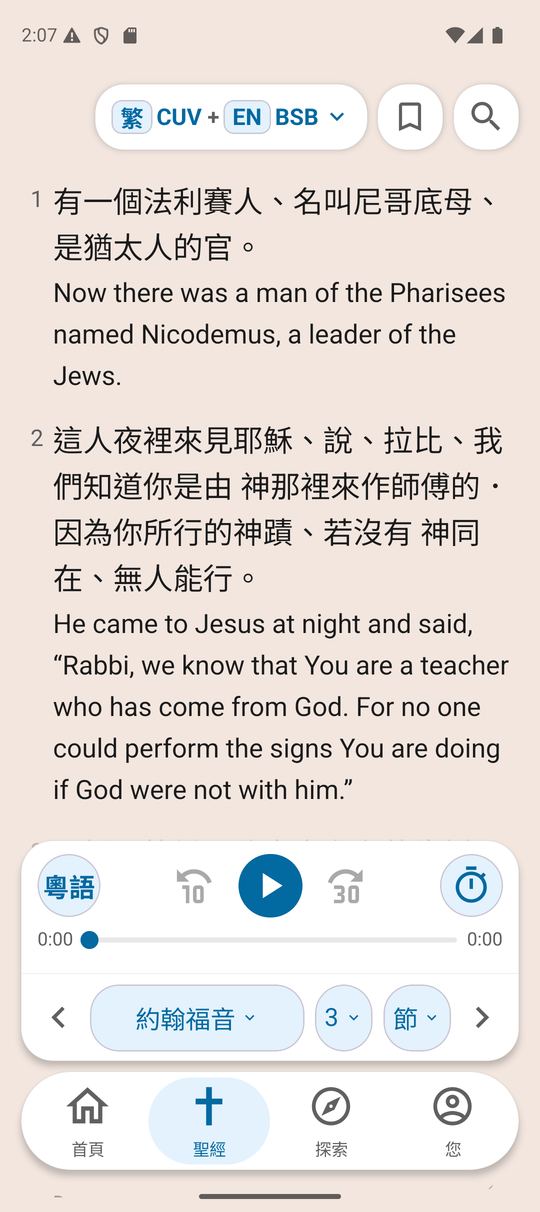 2:07
繁 CUV + EN BSB
1 有一個法利賽人、名叫尼哥底母、
是猶太人的官。
Now there was a man of the Pharisees
named Nicodemus, a leader of the
Jews.
2 這人夜裡來見耶穌、說、拉比、我
們知道你是由 神那裡來作師傅的．
因為你所行的神蹟、若沒有 神同
在、無人能行。
He came to Jesus at night and said,
“Rabbi, we know that You are a teacher
who has come from God. For no one
could perform the signs You are doing
if God were not with him.”
粵語 10 30
0:00 0:00
約翰福音 3 節
首頁 聖經 探索 您